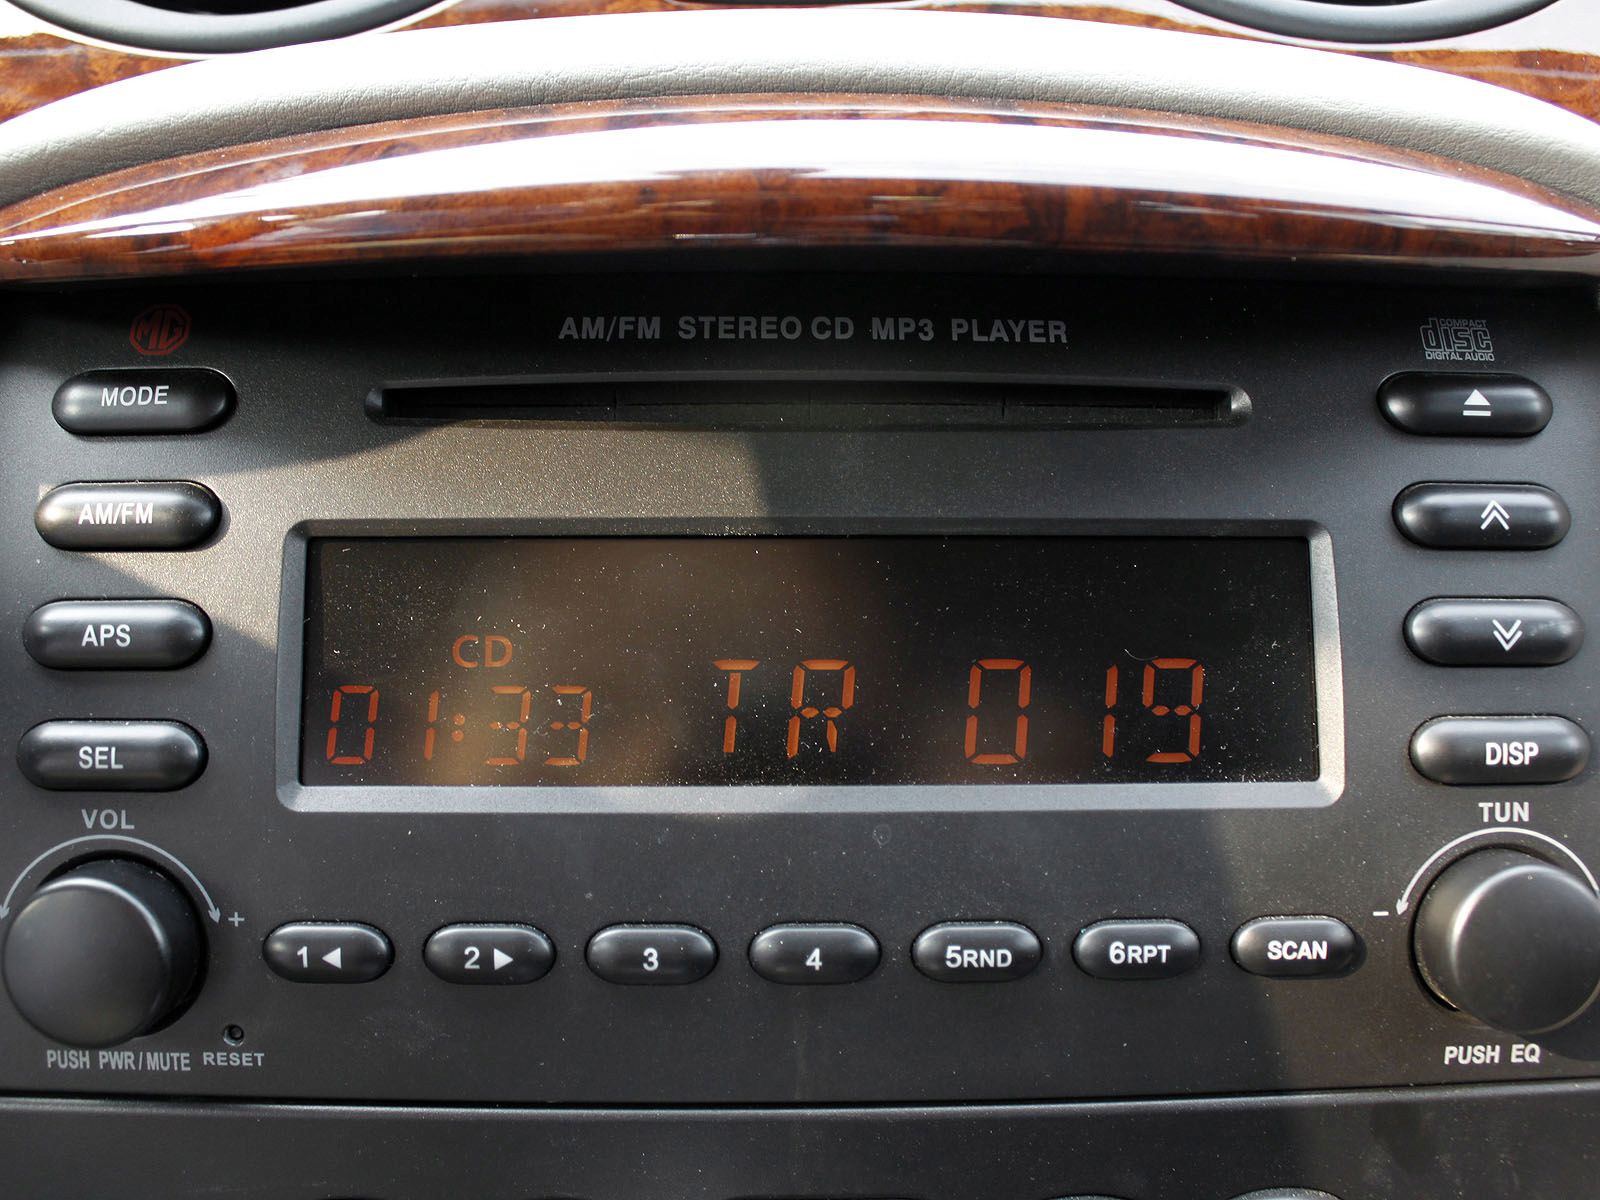 MG
AM/FM STEREO CD MP3 PLAYER
COMPACT
disc
DIGITAL AUDIO
MODE
AM/FM
APS
SEL
CD
01:33 TR 019
DISP
VOL
TUN
+
-
1 2 3 4 5RND 6RPT SCAN
PUSH PWR/MUTE RESET
PUSH EQ